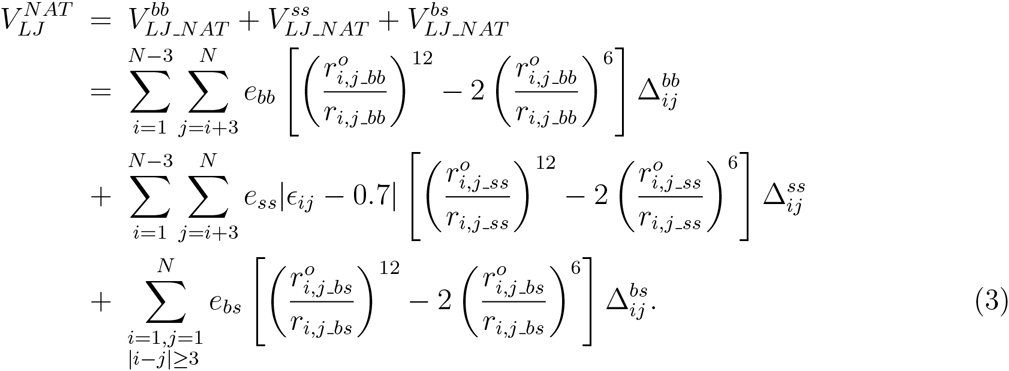 V_{LJ}^{NAT} = V_{LJ\_NAT}^{bb} + V_{LJ\_NAT}^{ss} + V_{LJ\_NAT}^{bs}
= \sum_{i=1}^{N-3} \sum_{j=i+3}^{N} e_{bb} \left[ \left( \frac{r_{i,j\_bb}^{o}}{r_{i,j\_bb}} \right)^{12} - 2 \left( \frac{r_{i,j\_bb}^{o}}{r_{i,j\_bb}} \right)^{6} \right] \Delta_{ij}^{bb}
+ \sum_{i=1}^{N-3} \sum_{j=i+3}^{N} e_{ss} |\epsilon_{ij} - 0.7| \left[ \left( \frac{r_{i,j\_ss}^{o}}{r_{i,j\_ss}} \right)^{12} - 2 \left( \frac{r_{i,j\_ss}^{o}}{r_{i,j\_ss}} \right)^{6} \right] \Delta_{ij}^{ss}
+ \sum_{\substack{i=1,j=1 \\ |i-j| \geq 3}}^{N} e_{bs} \left[ \left( \frac{r_{i,j\_bs}^{o}}{r_{i,j\_bs}} \right)^{12} - 2 \left( \frac{r_{i,j\_bs}^{o}}{r_{i,j\_bs}} \right)^{6} \right] \Delta_{ij}^{bs}. (3)